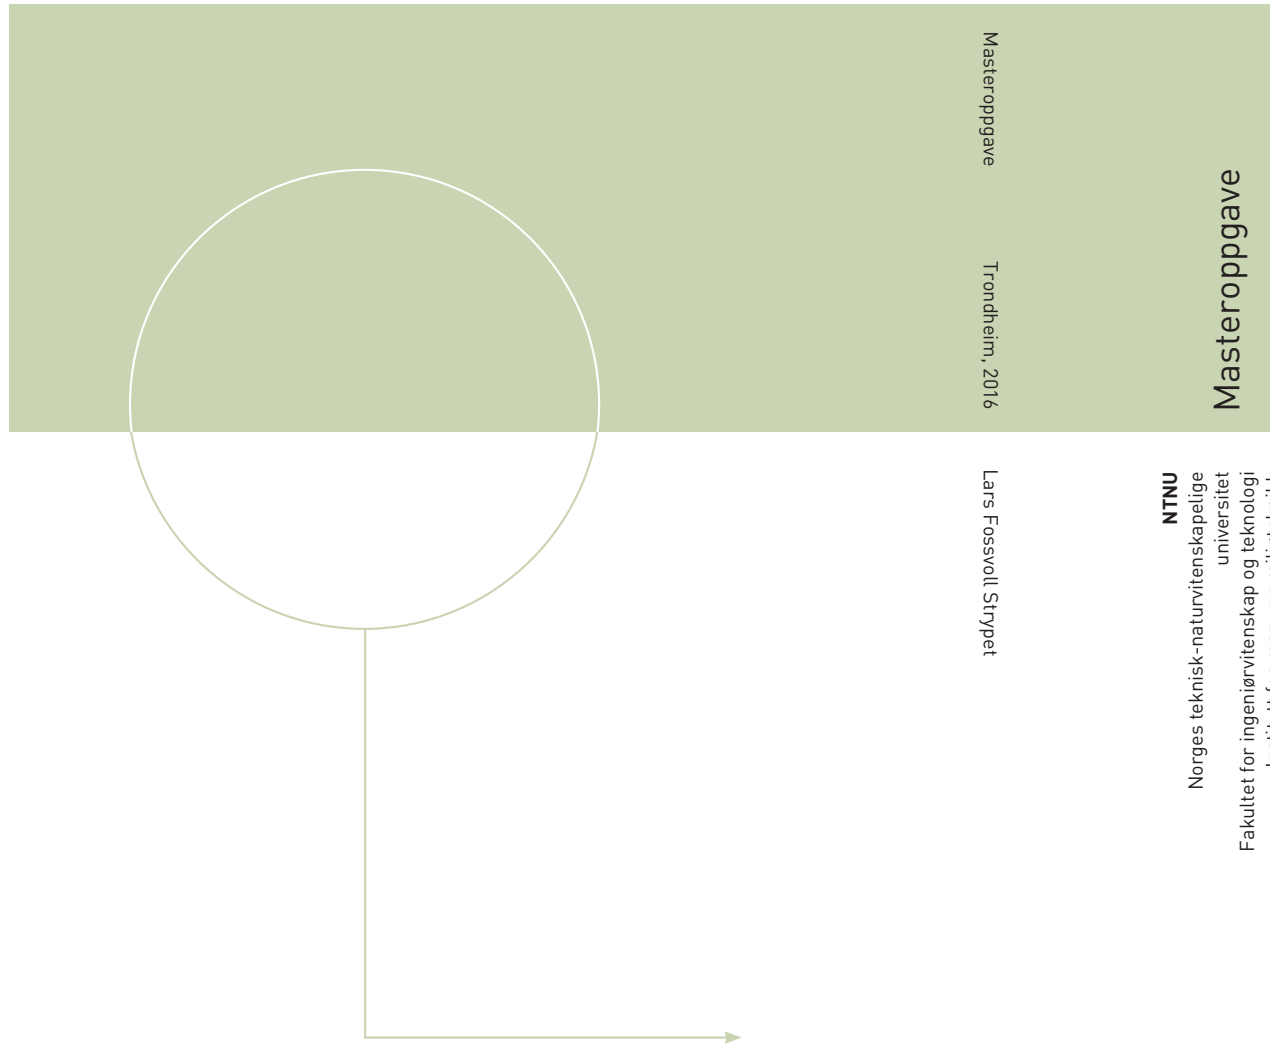 Masteroppgave
Trondheim, 2016
Lars Fossvoll Strypet
Masteroppgave
NTNU
Norges teknisk-naturvitenskapelige
universitet
Fakultet for ingeniørvitenskap og teknologi